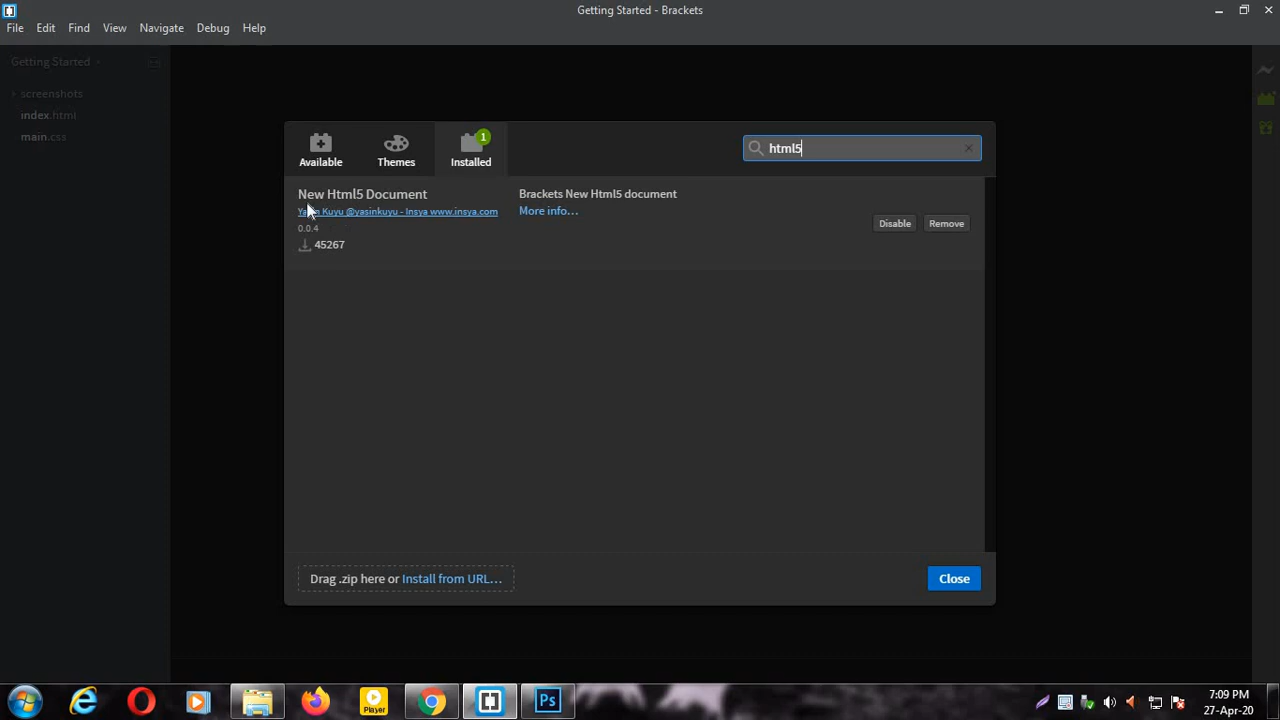 Getting Started - Brackets
File Edit Find View Navigate Debug Help
Getting Started
screenshots
index.html
main.css
Available
Themes
1
Installed
html5
New Html5 Document
Kuyu @yasinkuyu - Insya www.insya.com
0.0.4
45267
Brackets New Html5 document
More info...
Disable
Remove
Drag .zip here or Install from URL...
Close
Player
Ps
7:09 PM
27-Apr-20